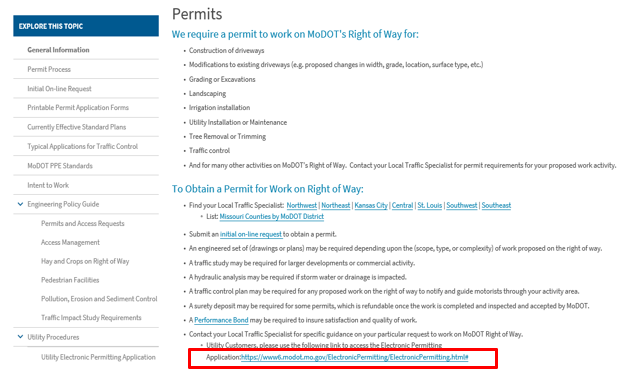 EXPLORE THIS TOPIC
General Information
Permit Process
Initial On-line Request
Printable Permit Application Forms
Currently Effective Standard Plans
Typical Applications for Traffic Control
MoDOT PPE Standards
Intent to Work
Engineering Policy Guide
Permits and Access Requests
Access Management
Hay and Crops on Right of Way
Pedestrian Facilities
Pollution, Erosion and Sediment Control
Traffic Impact Study Requirements
Utility Procedures
Utility Electronic Permitting Application
Permits
We require a permit to work on MoDOT's Right of Way for:
• Construction of driveways
• Modifications to existing driveways (e.g. proposed changes in width, grade, location, surface type, etc.)
• Grading or Excavations
• Landscaping
• Irrigation installation
• Utility Installation or Maintenance
• Tree Removal or Trimming
• Traffic control
• And for many other activities on MoDOT's Right of Way. Contact your Local Traffic Specialist for permit requirements for your proposed work activity.
To Obtain a Permit for Work on Right of Way:
• Find your Local Traffic Specialist: Northwest | Northeast | Kansas City | Central | St. Louis | Southwest | Southeast
• List: Missouri Counties by MoDOT District
• Submit an initial on-line request to obtain a permit.
• An engineered set of (drawings or plans) may be required depending upon the (scope, type, or complexity) of work proposed on the right of way.
• A traffic study may be required for larger developments or commercial activity.
• A hydraulic analysis may be required if storm water or drainage is impacted.
• A traffic control plan may be required for any proposed work on the right of way to notify and guide motorists through your activity area.
• A surety deposit may be required for some permits, which is refundable once the work is completed and inspected and accepted by MoDOT.
• A Performance Bond may be required to insure satisfaction and quality of work.
• Contact your Local Traffic Specialist for specific guidance on your particular request to work on MoDOT Right of Way.
• Utility Customers, please use the following link to access the Electronic Permitting
Application:https://www6.modot.mo.gov/ElectronicPermitting/ElectronicPermitting.html#